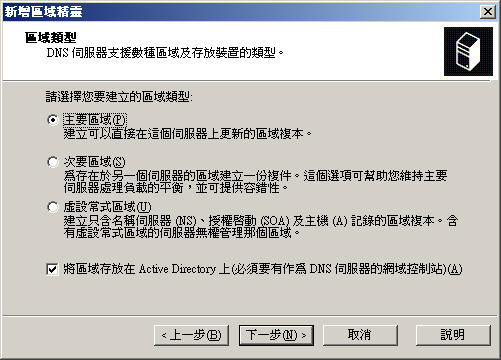 新增區域精靈
區域類型
DNS 伺服器支援數種區域及存放裝置的類型。
請選擇您要建立的區域類型:
主要區域(P)
建立可以直接在這個伺服器上更新的區域複本。
次要區域(S)
為存在於另一個伺服器的區域建立一份複件。這個選項可幫助您維持主要
伺服器處理負載的平衡，並可提供容錯性。
虛設常式區域(U)
建立只含名稱伺服器 (NS)、授權啓動 (SOA) 及主機 (A) 記錄的區域複本。含
有虛設常式區域的伺服器無權管理那個區域。
將區域存放在 Active Directory 上(必須要有作為 DNS 伺服器的網域控制站)(A)
< 上一步(B)
下一步(N) >
取消
說明